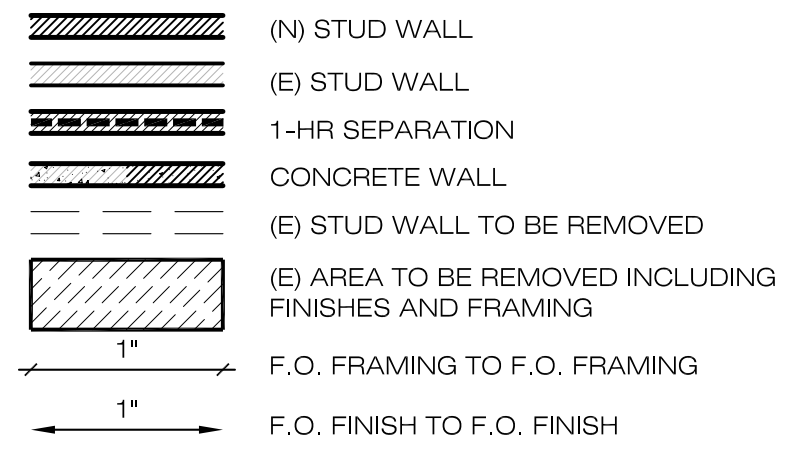 (N) STUD WALL
(E) STUD WALL
1-HR SEPARATION
CONCRETE WALL
(E) STUD WALL TO BE REMOVED
(E) AREA TO BE REMOVED INCLUDING
FINISHES AND FRAMING
1"
F.O. FRAMING TO F.O. FRAMING
1"
F.O. FINISH TO F.O. FINISH